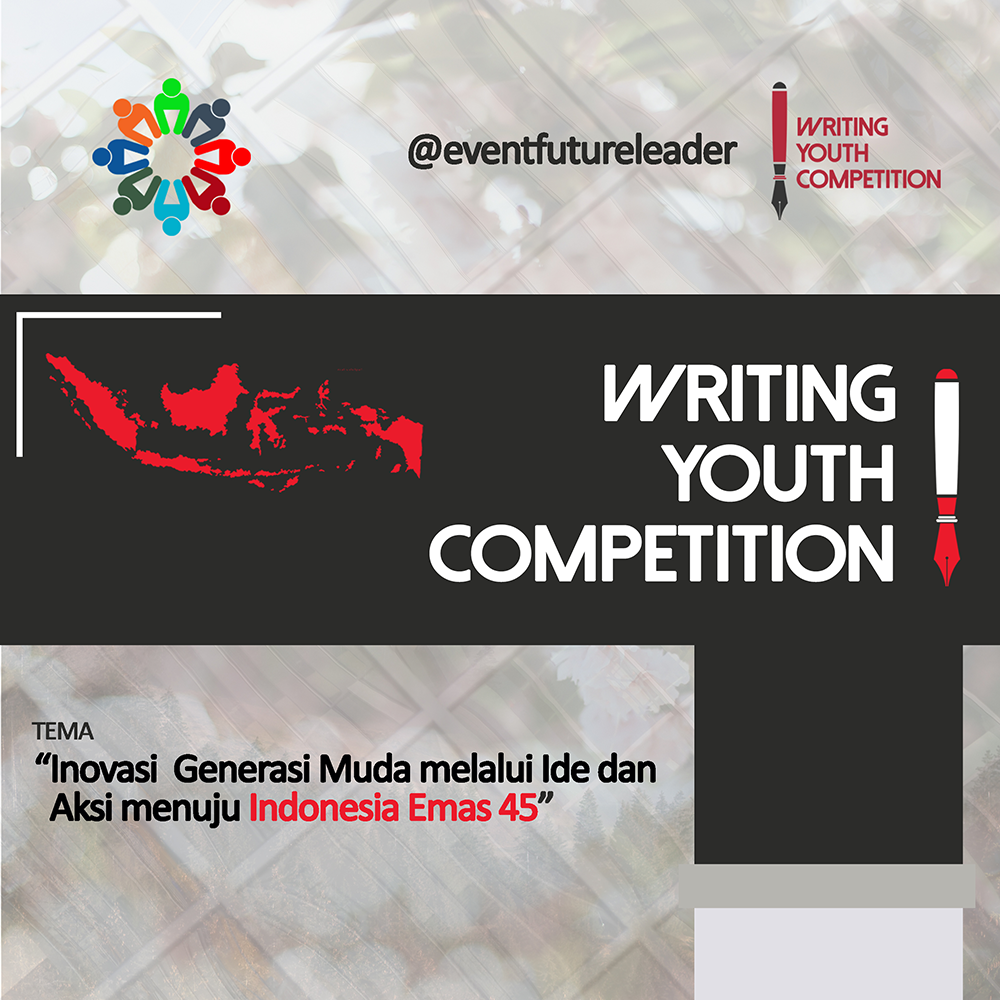 @eventfutureleader
WRITING
YOUTH
COMPETITION
WRITING
YOUTH
COMPETITION
TEMA
“Inovasi Generasi Muda melalui Ide dan
Aksi menuju Indonesia Emas 45”